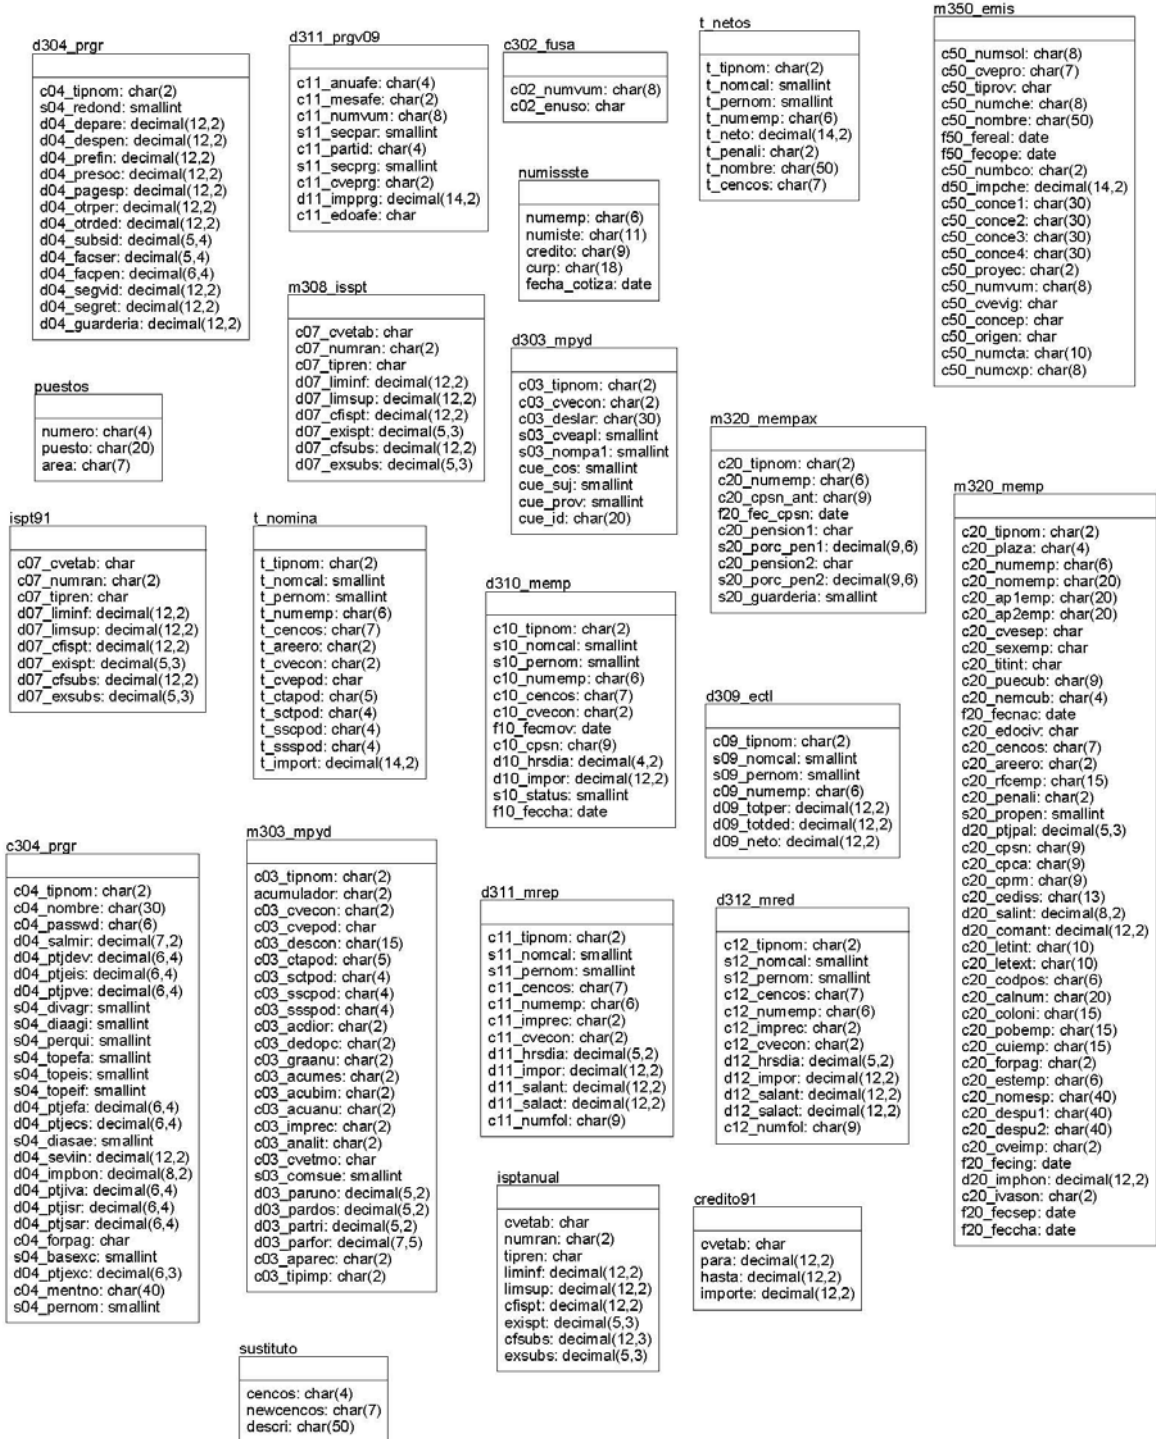 d304_prgr
c04_tipnom: char(2)
s04_redond: smallint
d04_depare: decimal(12,2)
d04_despen: decimal(12,2)
d04_prefin: decimal(12,2)
d04_presoc: decimal(12,2)
d04_pagesp: decimal(12,2)
d04_otrper: decimal(12,2)
d04_otrded: decimal(12,2)
d04_subsid: decimal(5,4)
d04_facser: decimal(5,4)
d04_facpen: decimal(6,4)
d04_segvid: decimal(12,2)
d04_segret: decimal(12,2)
d04_guarderia: decimal(12,2)
d311_prgv09
c11_anuafe: char(4)
c11_mesafe: char(2)
c11_numvum: char(8)
s11_secpar: smallint
c11_partid: char(4)
s11_secprg: smallint
c11_cveprg: char(2)
d11_impprg: decimal(14,2)
c11_edoafe: char
c302_fusa
c02_numvum: char(8)
c02_enuso: char
t_netos
t_tipnom: char(2)
t_nomcal: smallint
t_pernom: smallint
t_numemp: char(6)
t_neto: decimal(14,2)
t_penali: char(2)
t_nombre: char(50)
t_cencos: char(7)
m350_emis
c50_numsol: char(8)
c50_cvepro: char(7)
c50_tiprov: char
c50_numche: char(8)
c50_nombre: char(50)
f50_fereal: date
f50_fecope: date
c50_numbco: char(2)
d50_impche: decimal(14,2)
c50_conce1: char(30)
c50_conce2: char(30)
c50_conce3: char(30)
c50_conce4: char(30)
c50_proyec: char(2)
c50_numvum: char(8)
c50_cvevig: char
c50_concep: char
c50_origen: char
c50_numcta: char(10)
c50_numcxp: char(8)
numissste
numemp: char(6)
numiste: char(11)
credito: char(9)
curp: char(18)
fecha_cotiza: date
m308_isspt
c07_cvetab: char
c07_numran: char(2)
c07_tipren: char
d07_liminf: decimal(12,2)
d07_limsup: decimal(12,2)
d07_cfispt: decimal(12,2)
d07_exispt: decimal(5,3)
d07_cfsubs: decimal(12,2)
d07_exsubs: decimal(5,3)
d303_mpyd
c03_tipnom: char(2)
c03_cvecon: char(2)
c03_deslar: char(30)
s03_cveapl: smallint
s03_nompa1: smallint
cue_cos: smallint
cue_suj: smallint
cue_prov: smallint
cue_id: char(20)
puestos
numero: char(4)
puesto: char(20)
area: char(7)
m320_mempax
c20_tipnom: char(2)
c20_numemp: char(6)
c20_cpsn_ant: char(9)
f20_fec_cpsn: date
c20_pension1: char
s20_porc_pen1: decimal(9,6)
c20_pension2: char
s20_porc_pen2: decimal(9,6)
s20_guarderia: smallint
m320_memp
c20_tipnom: char(2)
c20_plaza: char(4)
c20_numemp: char(6)
c20_nomemp: char(20)
c20_ap1emp: char(20)
c20_ap2emp: char(20)
c20_cvesep: char
c20_sexemp: char
c20_titint: char
c20_puecub: char(9)
c20_nemcub: char(4)
f20_fecnac: date
c20_edociv: char
c20_cencos: char(7)
c20_areero: char(2)
c20_rfcemp: char(15)
c20_penali: char(2)
s20_propen: smallint
d20_ptjpal: decimal(5,3)
c20_cpsn: char(9)
c20_cpca: char(9)
c20_cprm: char(9)
c20_cediss: char(13)
d20_salint: decimal(8,2)
d20_comant: decimal(12,2)
c20_letint: char(10)
c20_letext: char(10)
c20_codpos: char(6)
c20_calnum: char(20)
c20_coloni: char(15)
c20_pobemp: char(15)
c20_cuiemp: char(15)
c20_forpag: char(2)
c20_estemp: char(6)
c20_nomesp: char(40)
c20_despu1: char(40)
c20_despu2: char(40)
c20_cveimp: char(2)
f20_fecing: date
d20_imphon: decimal(12,2)
c20_ivason: char(2)
f20_fecsep: date
f20_feccha: date
ispt91
c07_cvetab: char
c07_numran: char(2)
c07_tipren: char
d07_liminf: decimal(12,2)
d07_limsup: decimal(12,2)
d07_cfispt: decimal(12,2)
d07_exispt: decimal(5,3)
d07_cfsubs: decimal(12,2)
d07_exsubs: decimal(5,3)
t_nomina
t_tipnom: char(2)
t_nomcal: smallint
t_pernom: smallint
t_numemp: char(6)
t_cencos: char(7)
t_areero: char(2)
t_cvecon: char(2)
t_cvepod: char
t_ctapod: char(5)
t_sctpod: char(4)
t_sscpod: char(4)
t_ssspod: char(4)
t_import: decimal(14,2)
d310_memp
c10_tipnom: char(2)
s10_nomcal: smallint
s10_pernom: smallint
c10_numemp: char(6)
c10_cencos: char(7)
c10_cvecon: char(2)
f10_fecmov: date
c10_cpsn: char(9)
d10_hrsdia: decimal(4,2)
d10_impor: decimal(12,2)
s10_status: smallint
f10_feccha: date
d309_ectl
c09_tipnom: char(2)
s09_nomcal: smallint
s09_pernom: smallint
c09_numemp: char(6)
d09_totper: decimal(12,2)
d09_totded: decimal(12,2)
d09_neto: decimal(12,2)
c304_prgr
c04_tipnom: char(2)
c04_nombre: char(30)
c04_passwd: char(6)
d04_salmir: decimal(7,2)
d04_ptjdev: decimal(6,4)
d04_ptjeis: decimal(6,4)
d04_ptjpve: decimal(6,4)
s04_divagr: smallint
s04_diaagi: smallint
s04_perqui: smallint
s04_topefa: smallint
s04_topeis: smallint
s04_topeif: smallint
d04_ptjefa: decimal(6,4)
d04_ptjecs: decimal(6,4)
s04_diasae: smallint
d04_seviin: decimal(12,2)
d04_impbon: decimal(8,2)
d04_ptjiva: decimal(6,4)
d04_ptjisr: decimal(6,4)
d04_ptjsar: decimal(6,4)
c04_forpag: char
s04_basexc: smallint
d04_ptjexc: decimal(6,3)
c04_mentno: char(40)
s04_pernom: smallint
m303_mpyd
c03_tipnom: char(2)
acumulador: char(2)
c03_cvecon: char(2)
c03_cvepod: char
c03_descon: char(15)
c03_ctapod: char(5)
c03_sctpod: char(4)
c03_sscpod: char(4)
c03_ssspod: char(4)
c03_acdior: char(2)
c03_dedopc: char(2)
c03_graanu: char(2)
c03_acumes: char(2)
c03_acubim: char(2)
c03_acuanu: char(2)
c03_imprec: char(2)
c03_analit: char(2)
c03_cvetmo: char
s03_comsue: smallint
d03_paruno: decimal(5,2)
d03_pardos: decimal(5,2)
d03_partri: decimal(5,2)
d03_parfor: decimal(7,5)
c03_aparec: char(2)
c03_tipimp: char(2)
d311_mrep
c11_tipnom: char(2)
s11_nomcal: smallint
s11_pernom: smallint
c11_cencos: char(7)
c11_numemp: char(6)
c11_imprec: char(2)
c11_cvecon: char(2)
d11_hrsdia: decimal(5,2)
d11_impor: decimal(12,2)
d11_salant: decimal(12,2)
d11_salact: decimal(12,2)
c11_numfol: char(9)
d312_mred
c12_tipnom: char(2)
s12_nomcal: smallint
s12_pernom: smallint
c12_cencos: char(7)
c12_numemp: char(6)
c12_imprec: char(2)
c12_cvecon: char(2)
d12_hrsdia: decimal(5,2)
d12_impor: decimal(12,2)
d12_salant: decimal(12,2)
d12_salact: decimal(12,2)
c12_numfol: char(9)
isptanual
cvetab: char
numran: char(2)
tipren: char
liminf: decimal(12,2)
limsup: decimal(12,2)
cfispt: decimal(12,2)
exispt: decimal(5,3)
cfsubs: decimal(12,3)
exsubs: decimal(5,3)
credito91
cvetab: char
para: decimal(12,2)
hasta: decimal(12,2)
importe: decimal(12,2)
sustituto
cencos: char(4)
newcencos: char(7)
descri: char(50)